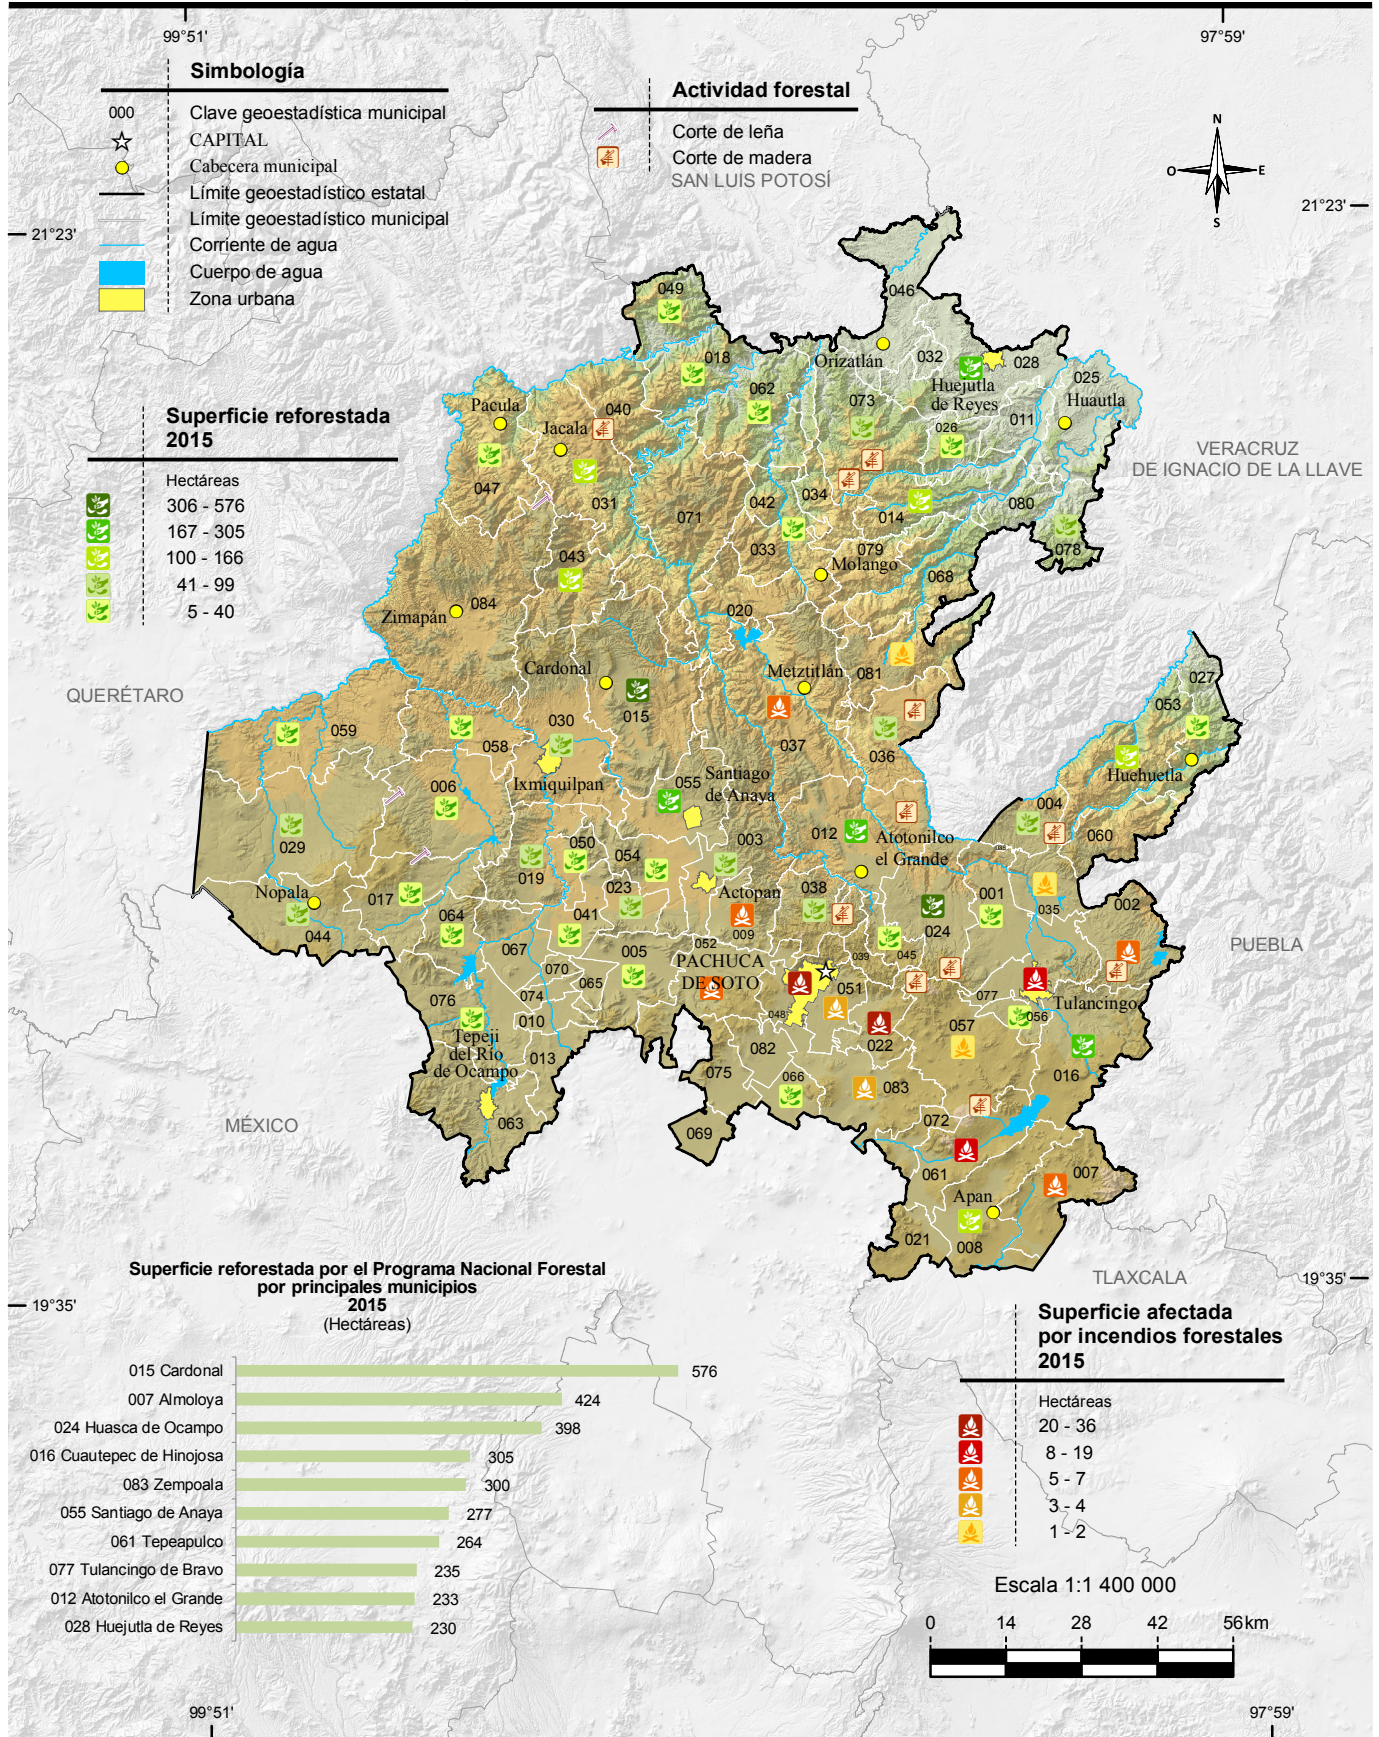 99°51'
97°59'
Simbología
000 Clave geoestadística municipal
CAPITAL
Cabecera municipal
Límite geoestadístico estatal
Límite geoestadístico municipal
Corriente de agua
Cuerpo de agua
Zona urbana
Actividad forestal
Corte de leña
Corte de madera
SAN LUIS POTOSÍ
N
O E
S
21°23'
21°23'
Superficie reforestada
2015
Hectáreas
306 - 576
167 - 305
100 - 166
41 - 99
5 - 40
049
046
018
Orizatlán
032
028
062
Huejutla
de Reyes
025
Huautla
Pacula
040
Jacala
073
026
011
VERACRUZ
DE IGNACIO DE LA LLAVE
047
031
071
042
034
014
080
033
079
078
043
Molango
068
084
Zimapán
020
Cardonal
Metztitlán
081
QUERÉTARO
015
027
053
059
058
030
037
036
Ixmiquilpan
Huehuetla
006
055
Santiago
de Anaya
004
029
050
054
003
012
Atotonilco
el Grande
060
019
Nopala
017
023
Actopan
038
001
035
002
044
064
041
009
024
PUEBLA
067
005
052
PACHUCA
DE SOTO
039
045
070
065
051
077
Tulancingo
076
074
010
048
056
Tepeji
del Río
de Ocampo
013
082
022
057
016
075
066
083
063
MÉXICO
069
072
061
007
Apan
021
008
TLAXCALA
19°35'
19°35'
Superficie reforestada por el Programa Nacional Forestal
por principales municipios
2015
(Hectáreas)
015 Cardonal 576
007 Almoloya 424
024 Huasca de Ocampo 398
016 Cuautepec de Hinojosa 305
083 Zempoala 300
055 Santiago de Anaya 277
061 Tepeapulco 264
077 Tulancingo de Bravo 235
012 Atotonilco el Grande 233
028 Huejutla de Reyes 230
Superficie afectada
por incendios forestales
2015
Hectáreas
20 - 36
8 - 19
5 - 7
3 - 4
1 - 2
Escala 1:1 400 000
0 14 28 42 56 km
99°51'
97°59'